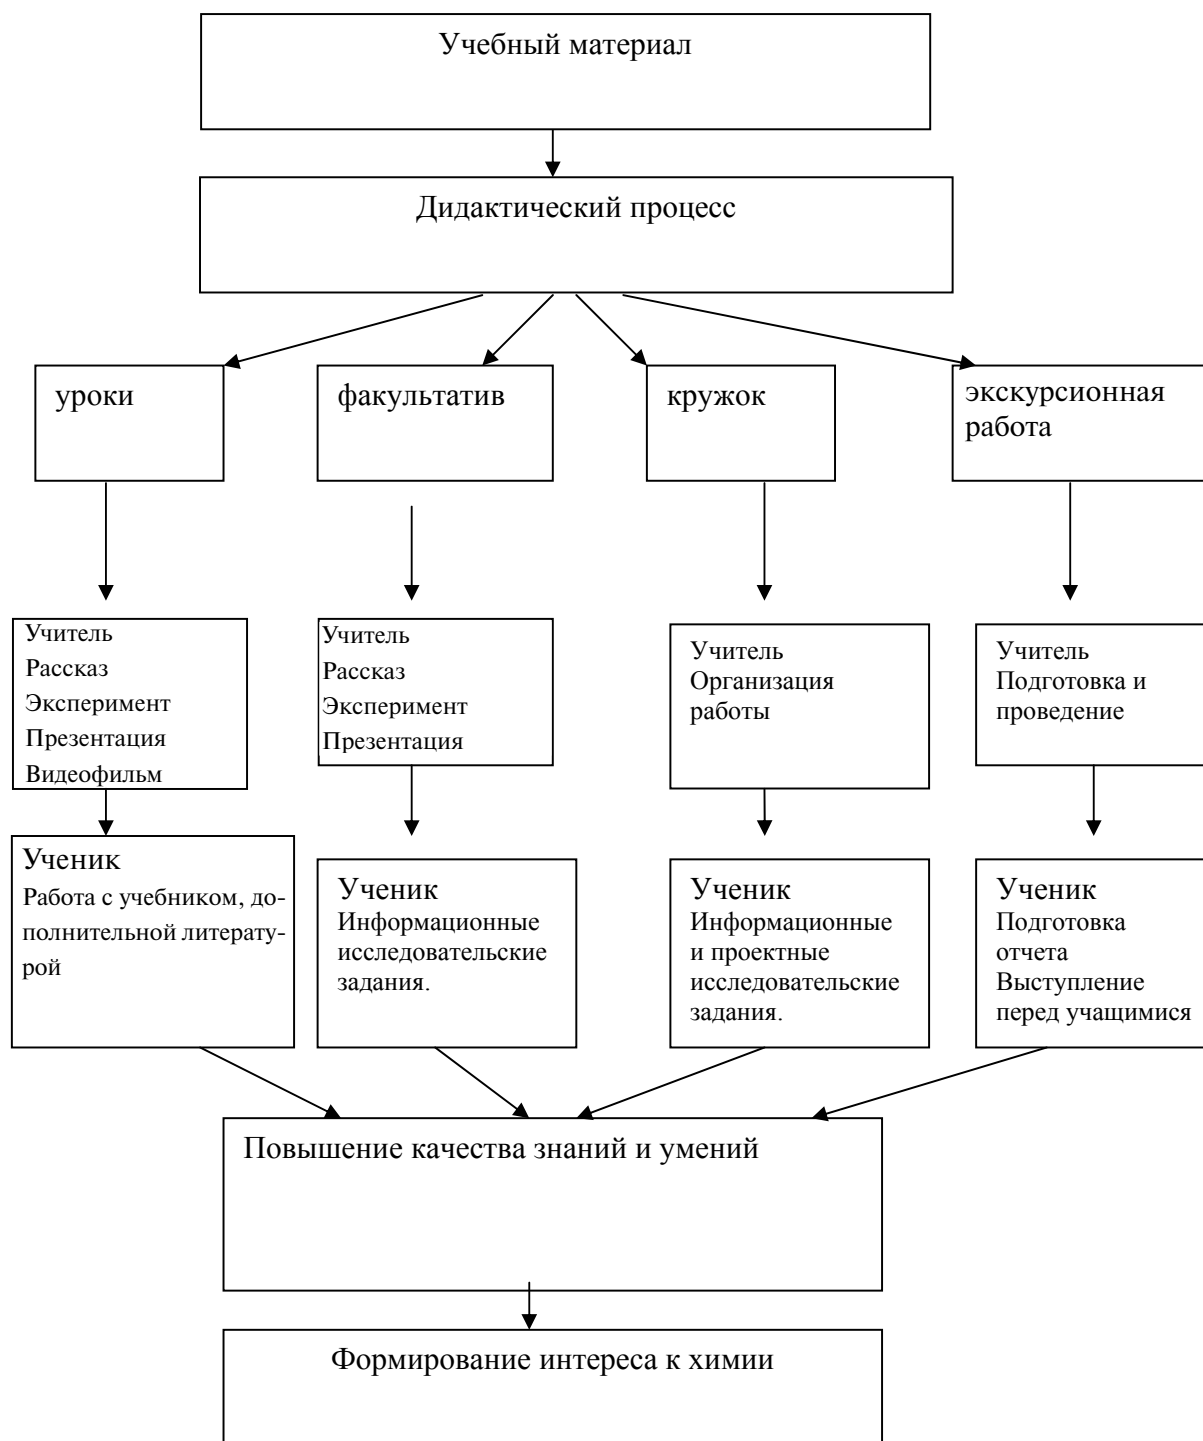 Учебный материал
Дидактический процесс
уроки
факультатив
кружок
экскурсионная
работа
Учитель
Рассказ
Эксперимент
Презентация
Видеофильм
Учитель
Рассказ
Эксперимент
Презентация
Учитель
Организация
работы
Учитель
Подготовка и
проведение
Ученик
Работа с учебником, до-
полнительной литерату-
рой
Ученик
Информационные
исследовательские
задания.
Ученик
Информационные
и проектные
исследовательские
задания.
Ученик
Подготовка
отчета
Выступление
перед учащимися
Повышение качества знаний и умений
Формирование интереса к химии